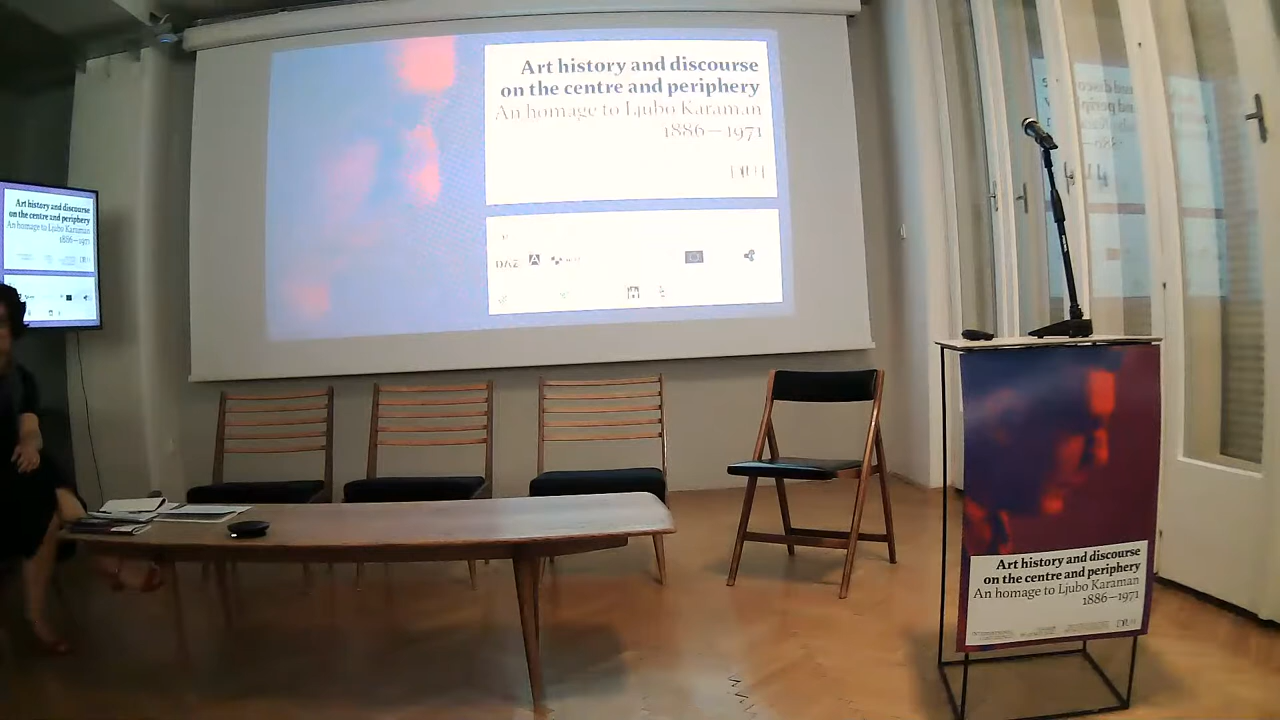 Art history and discourse
on the centre and periphery
An homage to Ljubo Karaman
1886—1971
Art history and discourse
on the centre and periphery
An homage to Ljubo Karaman
1886—1971
DAZ
Art history and discourse
on the centre and periphery
An homage to Ljubo Karaman
1886—1971